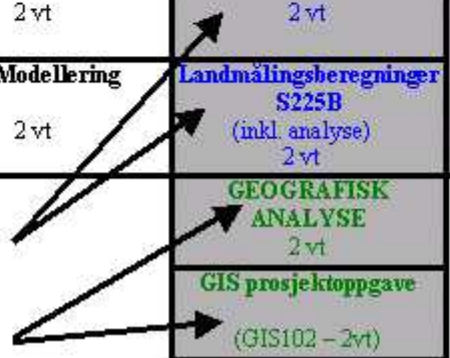 2 vt
2 vt
Modellering
2 vt
Landmålingsberegninger
S225B
(inkl. analyse)
2 vt
GEOGRAFISK
ANALYSE
2 vt
GIS prosjektoppgave
(GIS102 – 2vt)